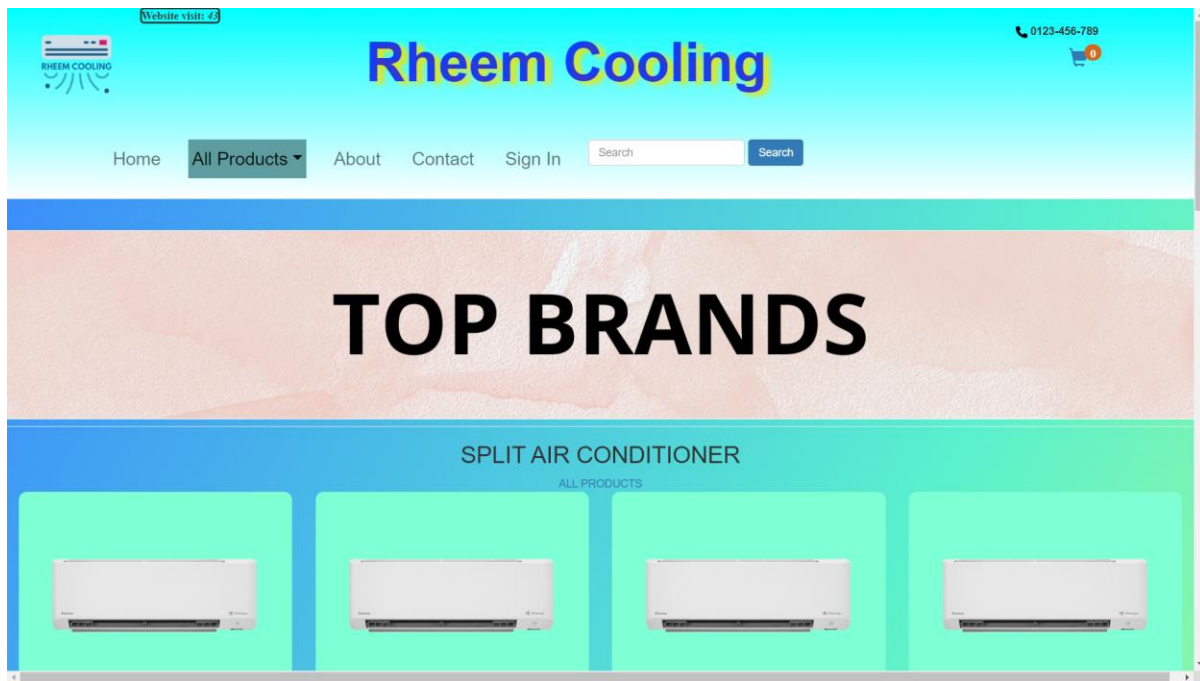 Website visit: 43
0123-456-789
RHEEM COOLING
Rheem Cooling
0
Home All Products About Contact Sign In Search Search
TOP BRANDS
SPLIT AIR CONDITIONER
ALL PRODUCTS